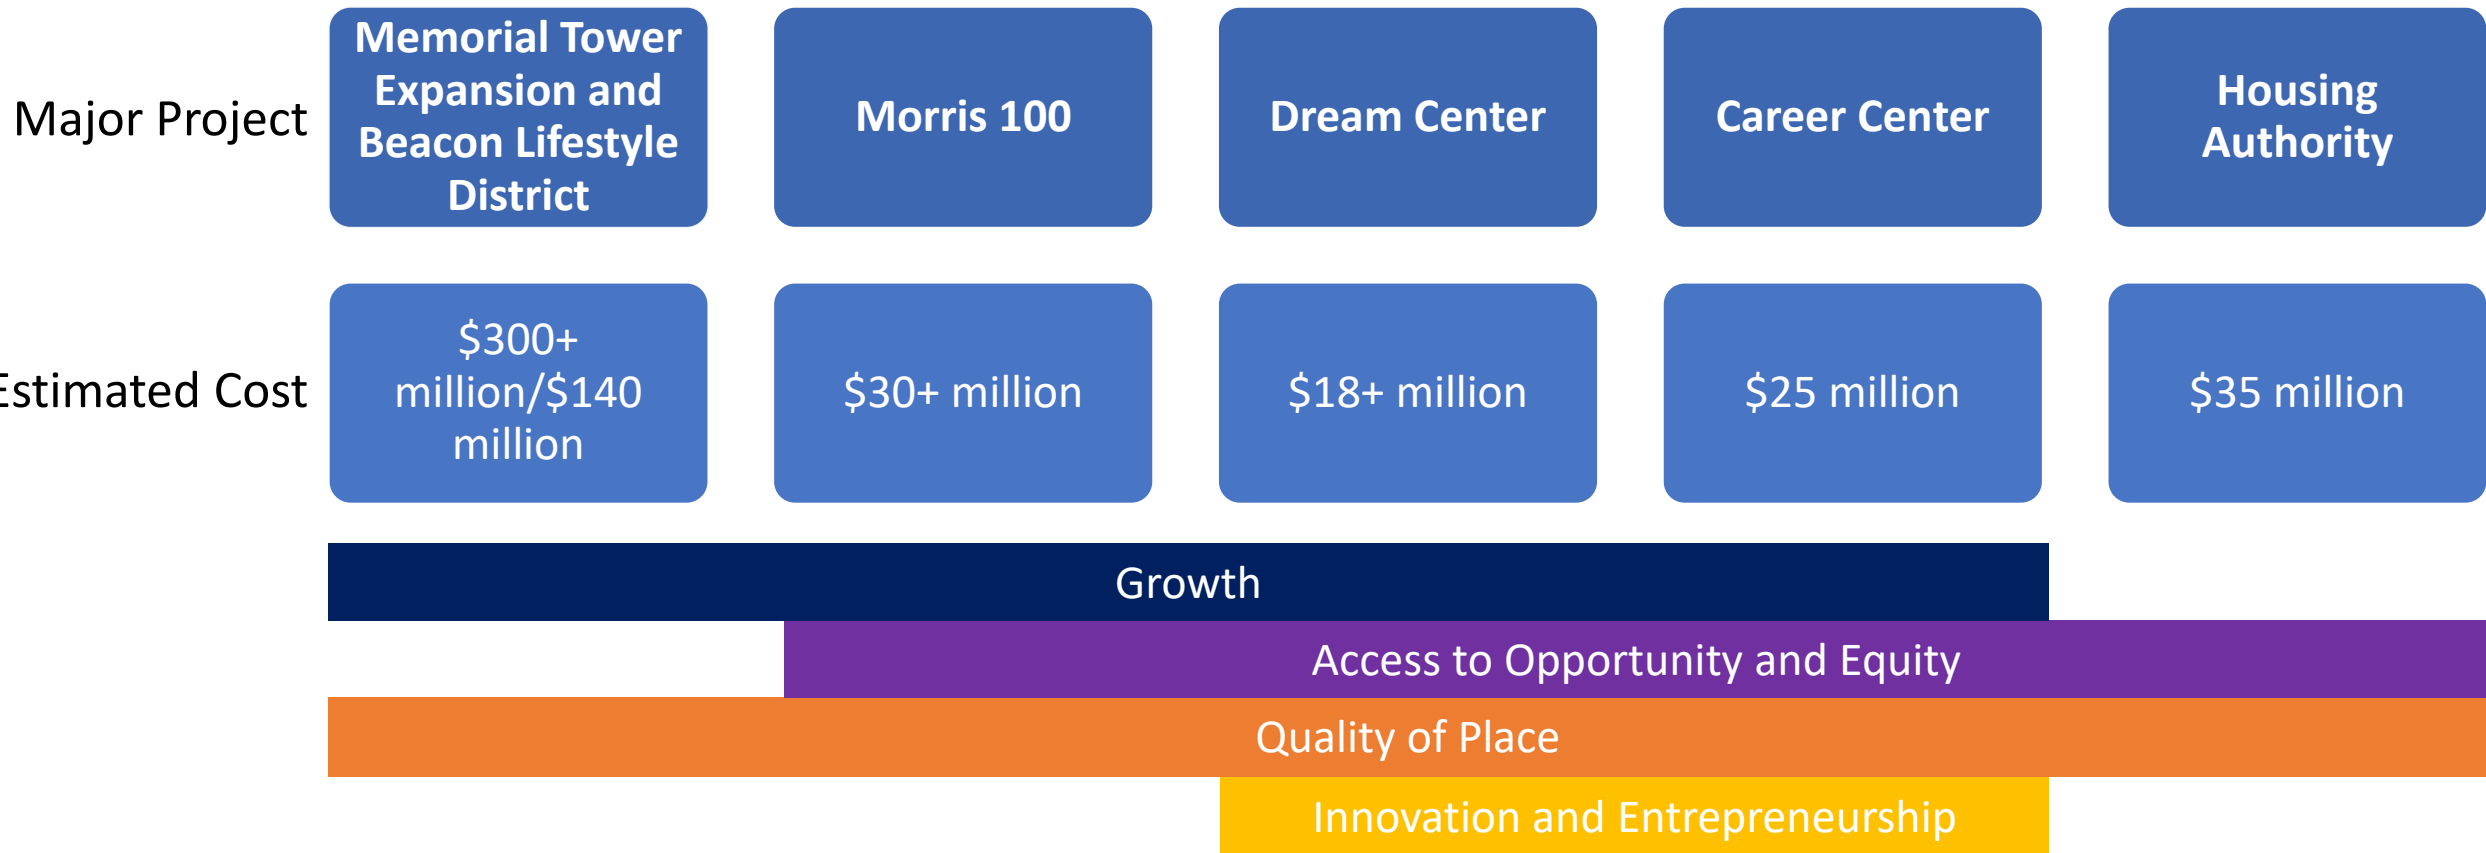 Major Project
Memorial Tower
Expansion and
Beacon Lifestyle
District
Morris 100
Dream Center
Career Center
Housing
Authority
Estimated Cost
$300+
million/$140
million
$30+ million
$18+ million
$25 million
$35 million
Growth
Access to Opportunity and Equity
Quality of Place
Innovation and Entrepreneurship